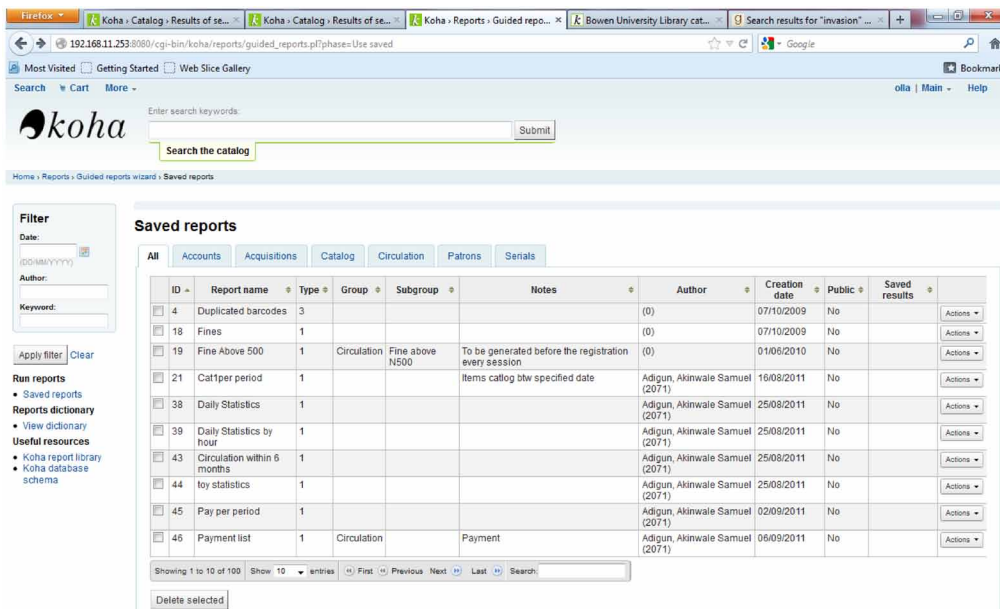 Firefox
Koha › Catalog › Results of se...
Koha › Catalog › Results of se...
Koha › Reports › Guided repo...
Bowen University Library cat...
Search results for "invasion" ...
192.168.11.253:8080/cgi-bin/koha/reports/guided_reports.pl?phase=Use saved
Google
Most Visited Getting Started Web Slice Gallery
Bookmark
Search Cart More
olla | Main Help
koha
Enter search keywords:
Submit
Search the catalog
Home › Reports › Guided reports wizard › Saved reports
Filter
Date:
(DD/MM/YYYY)
Author:
Keyword:
Apply filter Clear
Run reports
Saved reports
Reports dictionary
View dictionary
Useful resources
Koha report library
Koha database
schema
Saved reports
All Accounts Acquisitions Catalog Circulation Patrons Serials
ID Report name Type Group Subgroup Notes Author Creation date Public Saved results
4 Duplicated barcodes 3 (0) 07/10/2009 No Actions
18 Fines 1 (0) 07/10/2009 No Actions
19 Fine Above 500 1 Circulation Fine above N500 To be generated before the registration every session (0) 01/06/2010 No Actions
21 Cat1per period 1 Items catlog btw specified date Adigun, Akinwale Samuel (2071) 16/08/2011 No Actions
38 Daily Statistics 1 Adigun, Akinwale Samuel (2071) 25/08/2011 No Actions
39 Daily Statistics by hour 1 Adigun, Akinwale Samuel (2071) 25/08/2011 No Actions
43 Circulation within 6 months 1 Adigun, Akinwale Samuel (2071) 25/08/2011 No Actions
44 toy statistics 1 Adigun, Akinwale Samuel (2071) 25/08/2011 No Actions
45 Pay per period 1 Adigun, Akinwale Samuel (2071) 02/09/2011 No Actions
46 Payment list 1 Circulation Payment Adigun, Akinwale Samuel (2071) 06/09/2011 No Actions
Showing 1 to 10 of 100 Show 10 entries First Previous Next Last Search:
Delete selected